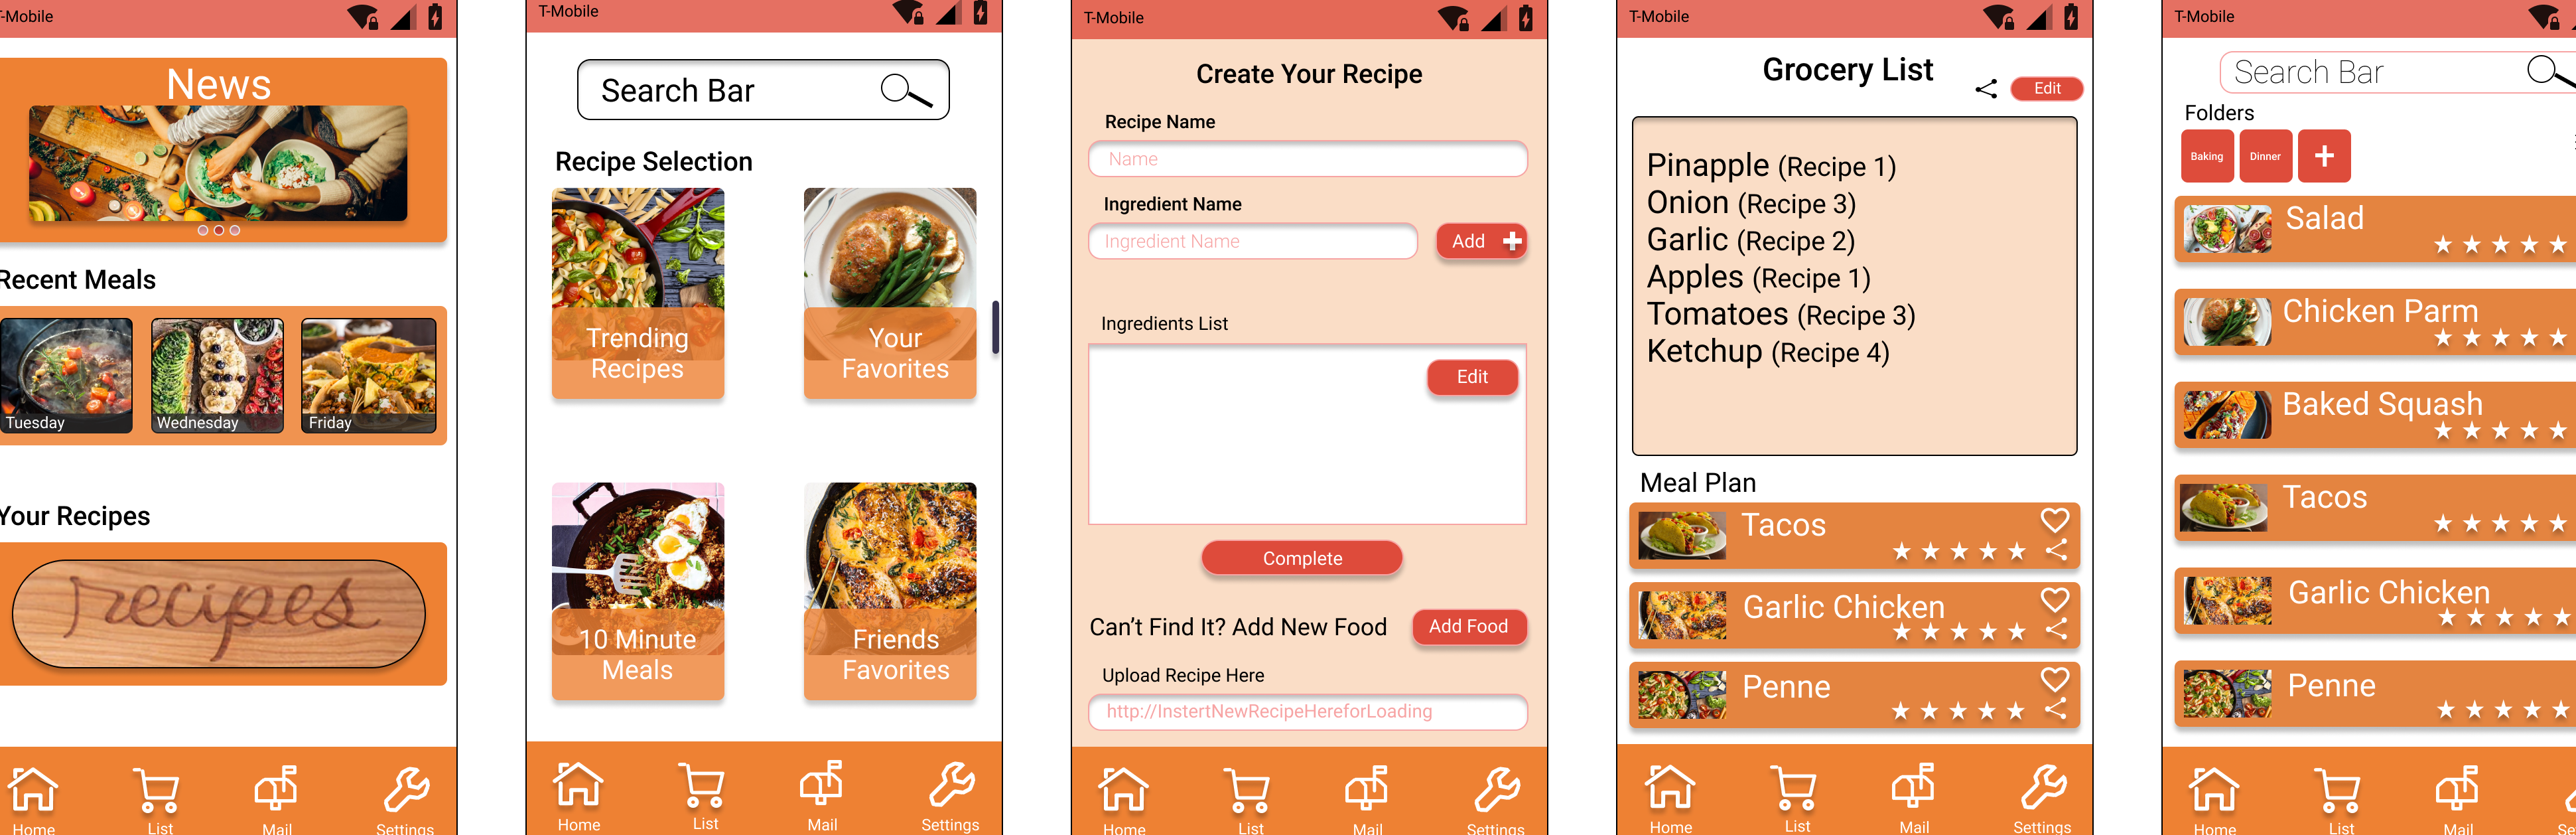 T-Mobile
News
Recent Meals
Tuesday
Wednesday
Friday
Your Recipes
recipes
Home
List
Mail
Settings
T-Mobile
Search Bar
Recipe Selection
Trending
Recipes
Your
Favorites
10 Minute
Meals
Friends
Favorites
Home
List
Mail
Settings
T-Mobile
Create Your Recipe
Recipe Name
Name
Ingredient Name
Ingredient Name
Add
Ingredients List
Edit
Complete
Can’t Find It? Add New Food
Add Food
Upload Recipe Here
http://InstertNewRecipeHereforLoading
Home
List
Mail
Settings
T-Mobile
Grocery List
Edit
Pinapple (Recipe 1)
Onion (Recipe 3)
Garlic (Recipe 2)
Apples (Recipe 1)
Tomatoes (Recipe 3)
Ketchup (Recipe 4)
Meal Plan
Tacos
Garlic Chicken
Penne
Home
List
Mail
Settings
T-Mobile
Search Bar
Folders
Baking
Dinner
Salad
Chicken Parm
Baked Squash
Tacos
Garlic Chicken
Penne
Home
List
Mail
Se